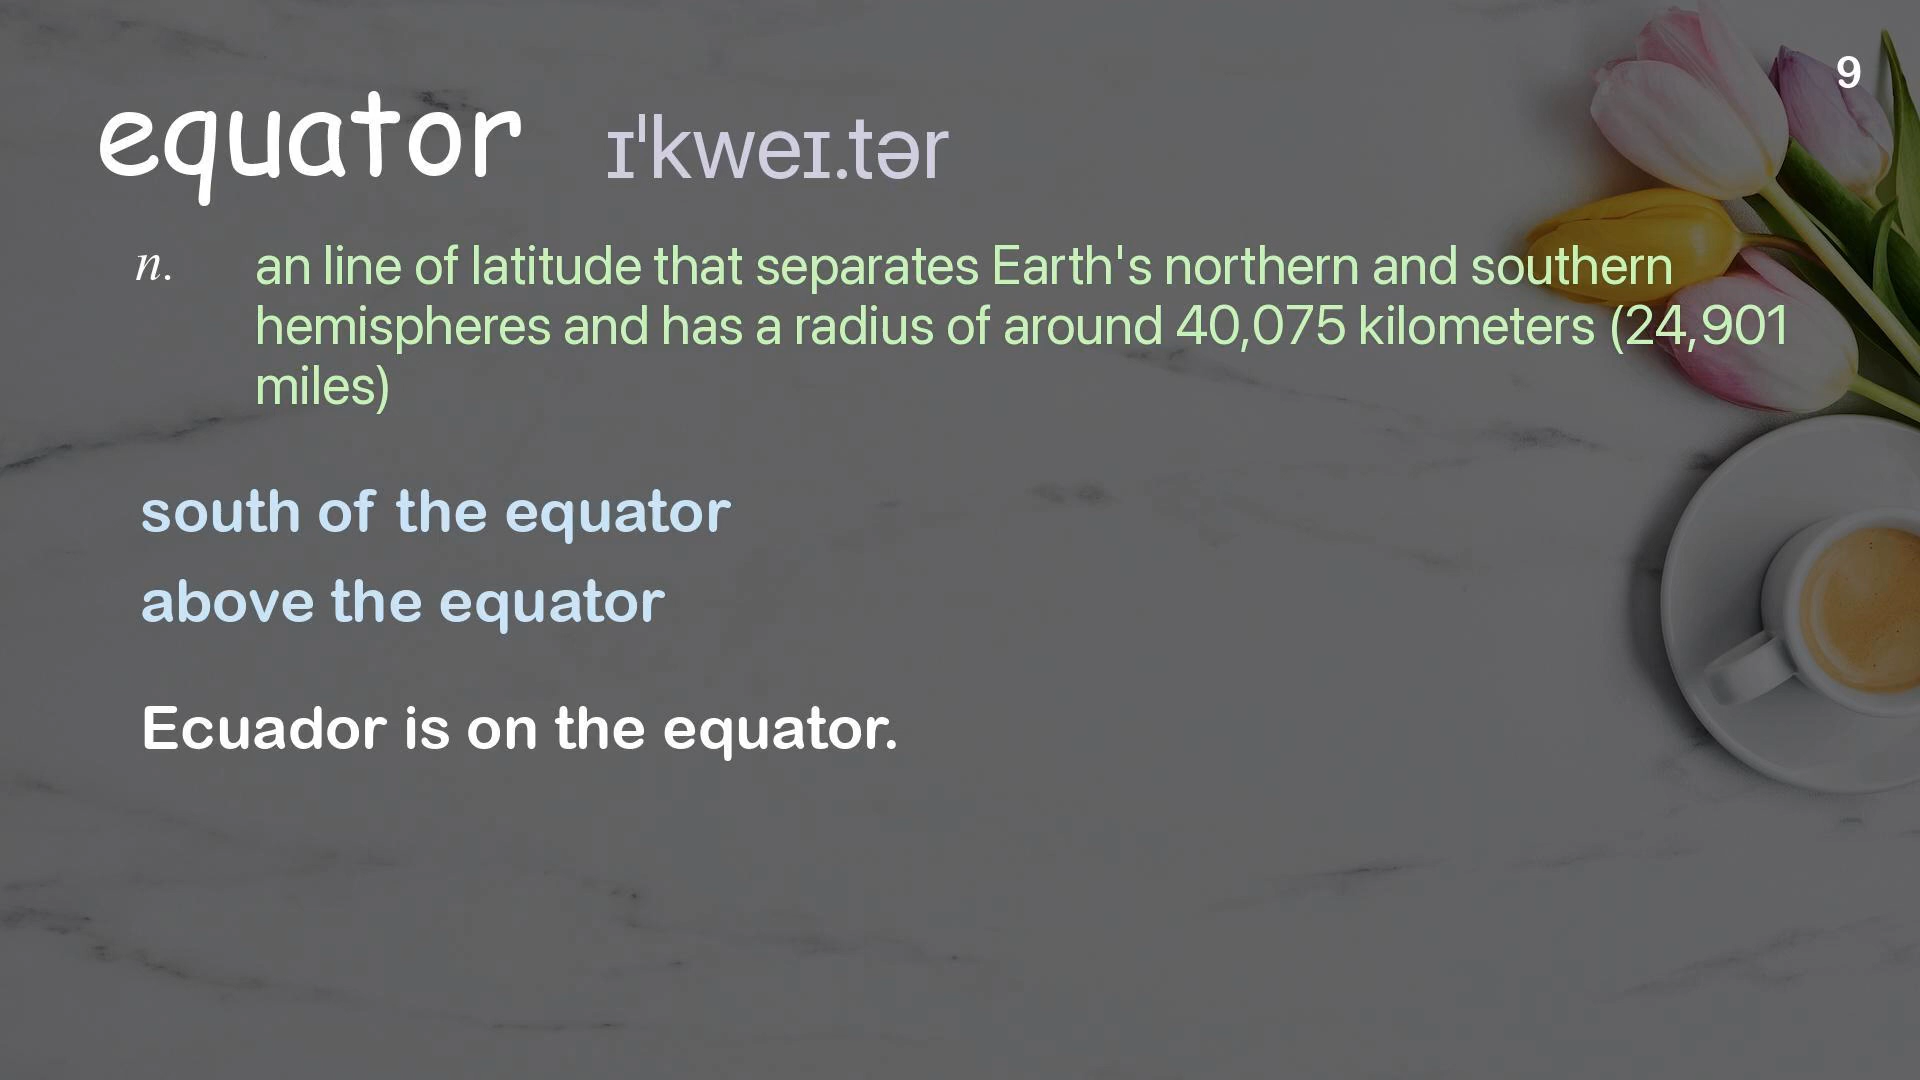 9
equator ɪˈkweɪ.tər
n. an line of latitude that separates Earth's northern and southern
hemispheres and has a radius of around 40,075 kilometers (24,901
miles)
south of the equator
above the equator
Ecuador is on the equator.